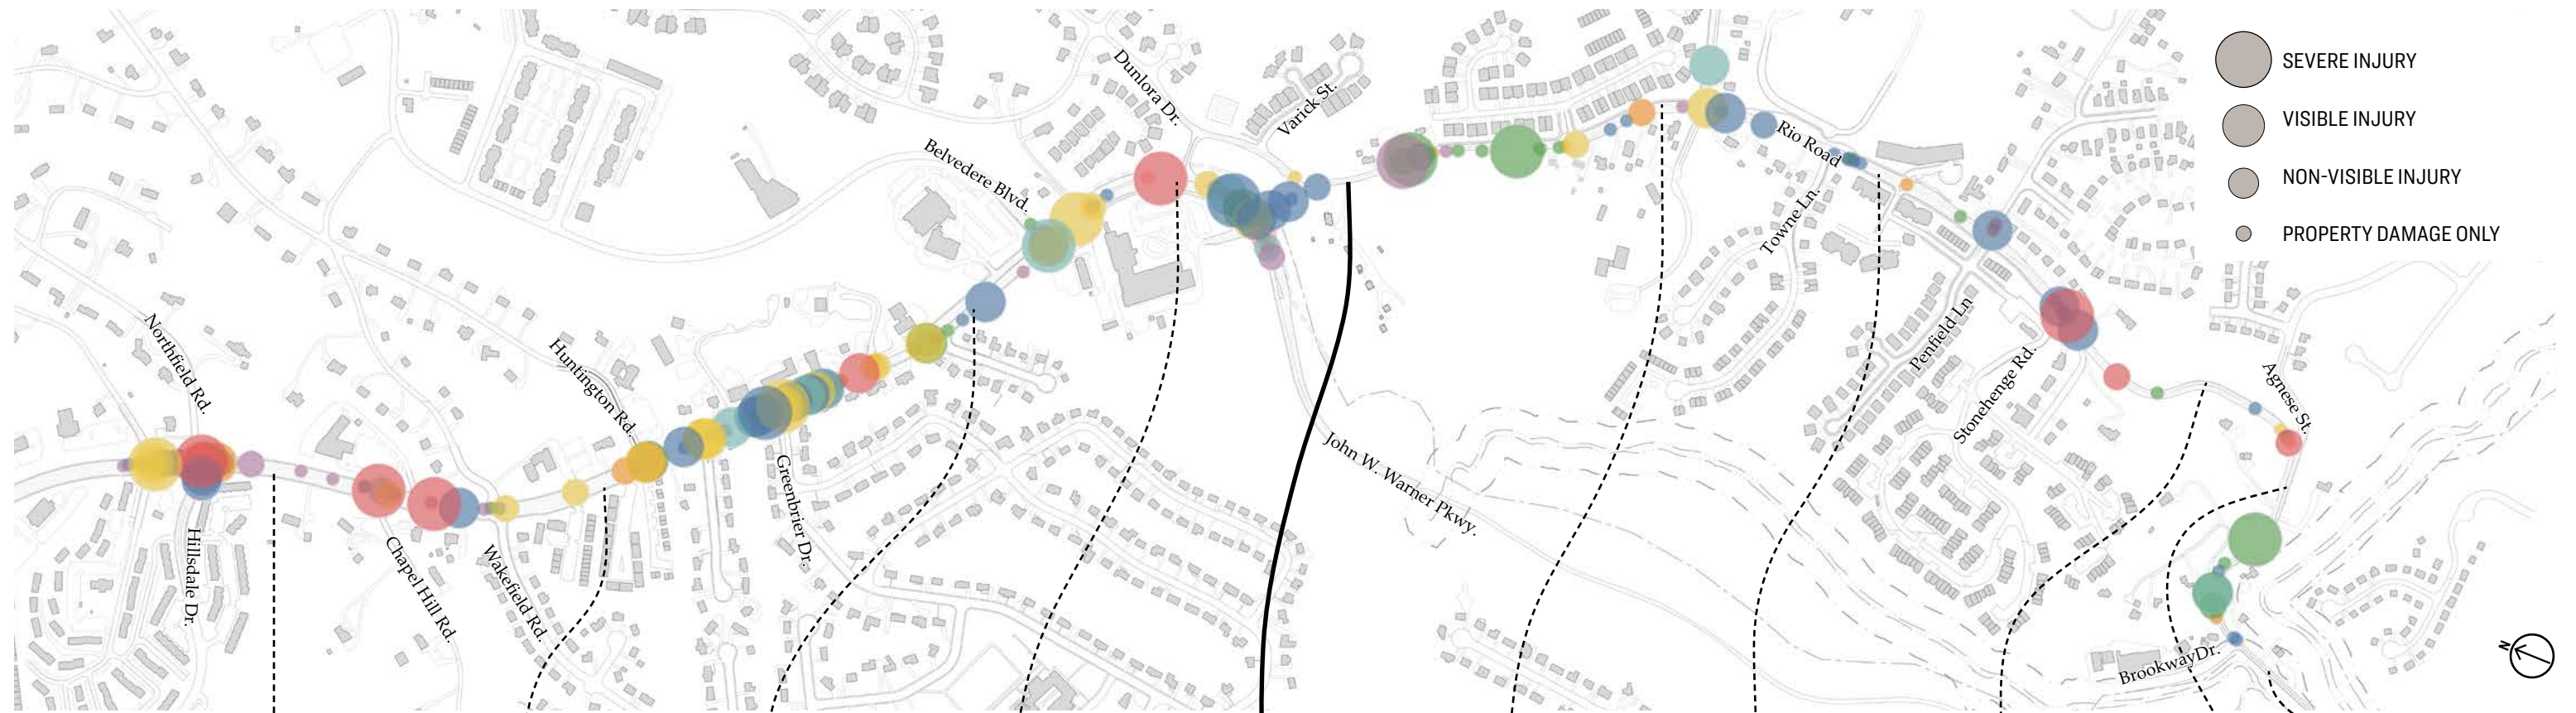 SEVERE INJURY
VISIBLE INJURY
NON-VISIBLE INJURY
PROPERTY DAMAGE ONLY
Dunlora Dr.
Varick St.
Belvedere Blvd.
Rio Road
Towne Ln.
Penfield Ln
Stonehenge Rd.
Agnese St.
Northfield Rd.
Huntington Rd.
John W. Warner Pkwy.
Greenbrier Dr.
Hillsdale Dr.
Chapel Hill Rd.
Wakefield Rd.
BrookwayDr.
N